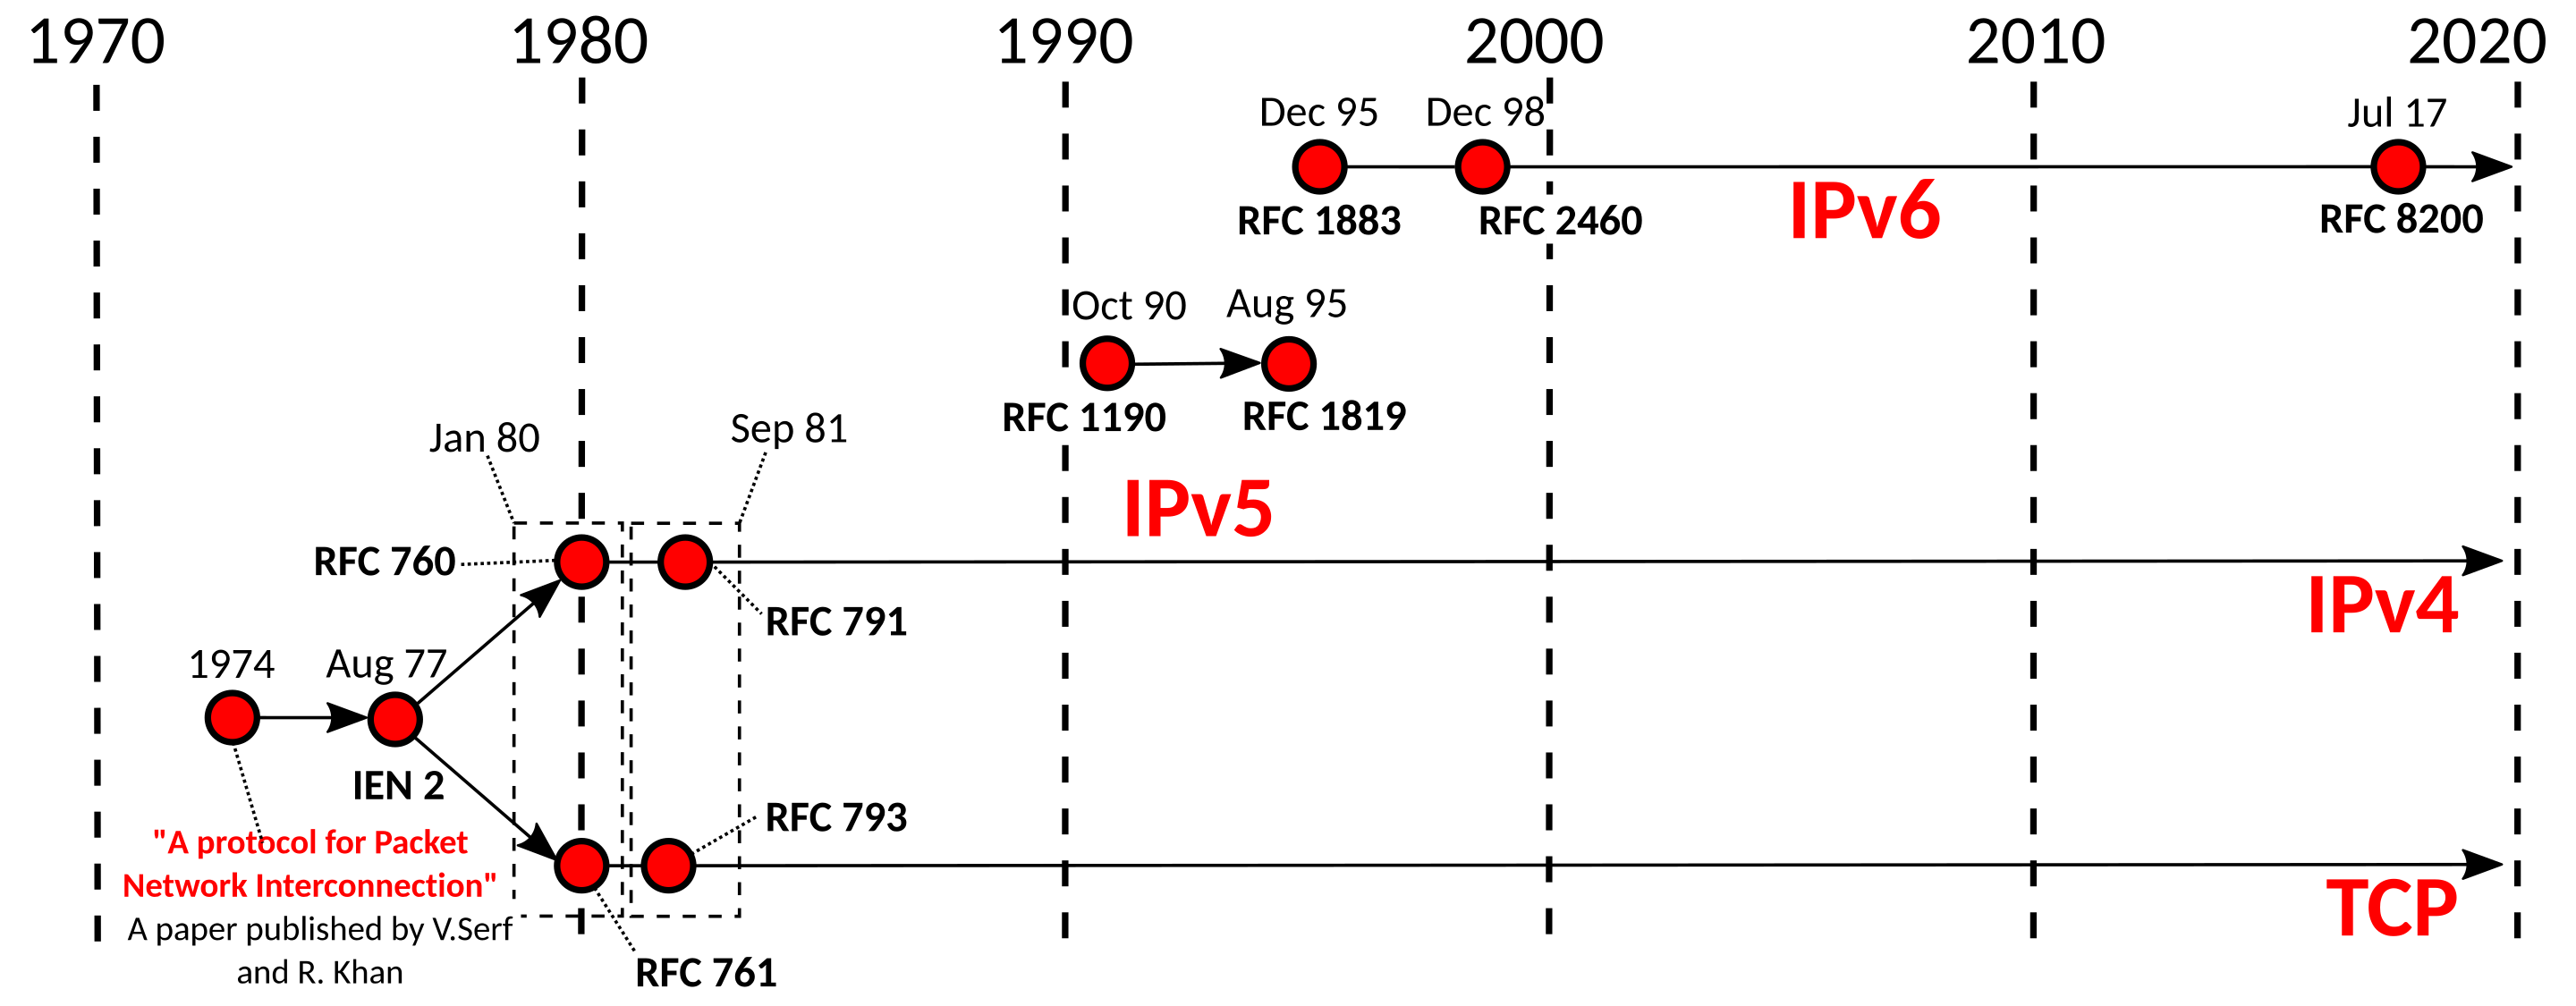 1970 1980 1990 2000 2010 2020
Dec 95 Dec 98 Jul 17
RFC 1883 RFC 2460 IPv6 RFC 8200
Oct 90 Aug 95
RFC 1190 RFC 1819
Jan 80 Sep 81
IPv5
RFC 760
RFC 791
IPv4
1974 Aug 77
IEN 2
RFC 793
"A protocol for Packet
Network Interconnection"
A paper published by V.Serf
and R. Khan
TCP
RFC 761